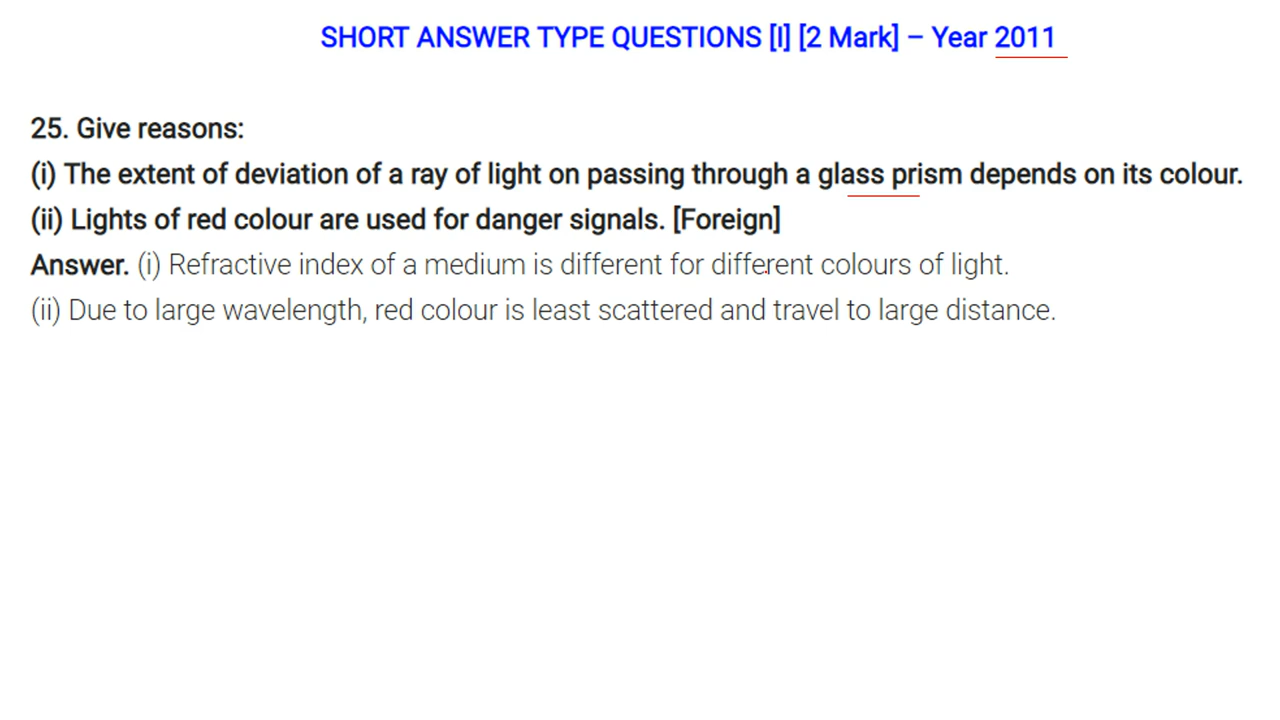 SHORT ANSWER TYPE QUESTIONS [I] [2 Mark] – Year 2011
25. Give reasons:
(i) The extent of deviation of a ray of light on passing through a glass prism depends on its colour.
(ii) Lights of red colour are used for danger signals. [Foreign]
Answer. (i) Refractive index of a medium is different for different colours of light.
(ii) Due to large wavelength, red colour is least scattered and travel to large distance.